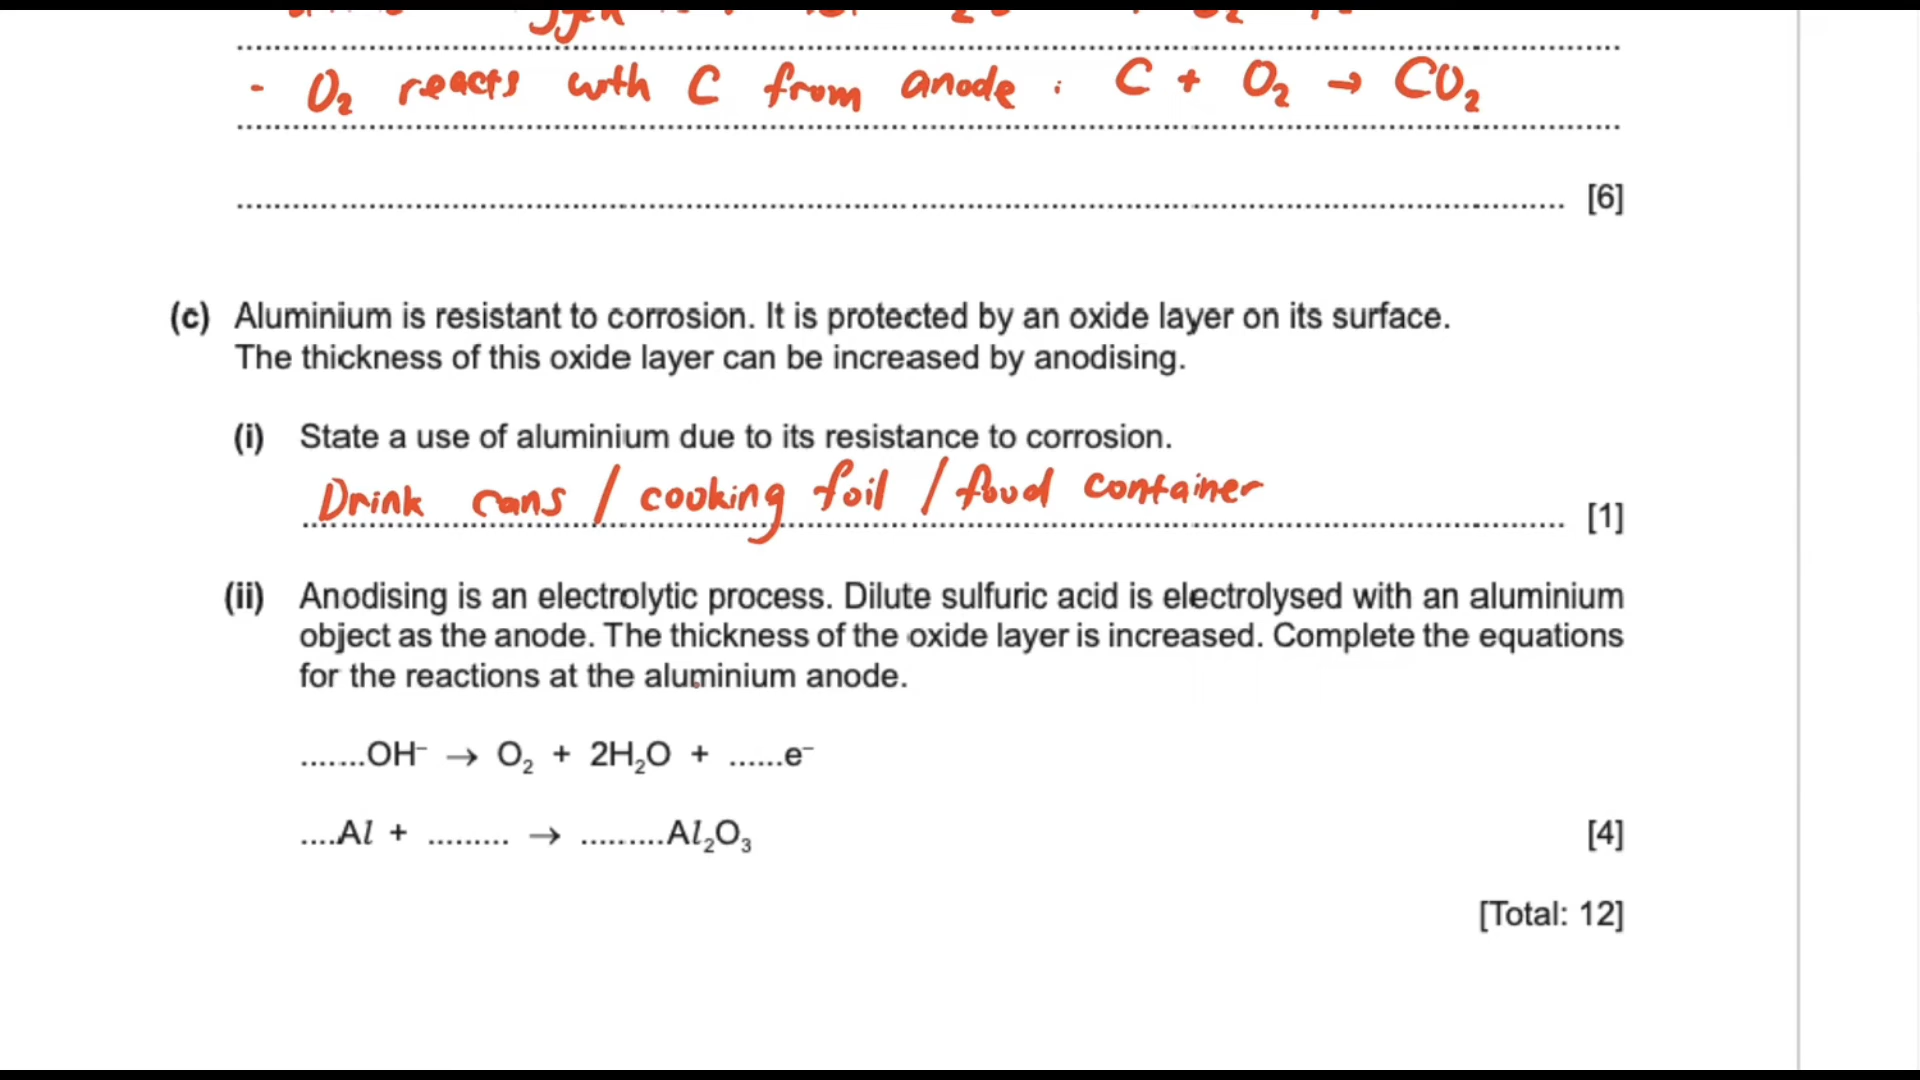 - O₂ reacts with C from anode : C + O₂ → CO₂
[6]
(c) Aluminium is resistant to corrosion. It is protected by an oxide layer on its surface.
The thickness of this oxide layer can be increased by anodising.
(i) State a use of aluminium due to its resistance to corrosion.
Drink cans / cooking foil / food container
[1]
(ii) Anodising is an electrolytic process. Dilute sulfuric acid is electrolysed with an aluminium
object as the anode. The thickness of the oxide layer is increased. Complete the equations
for the reactions at the aluminium anode.
.......OH⁻ → O₂ + 2H₂O + ......e⁻
....Al + ......... → .........Al₂O₃ [4]
[Total: 12]